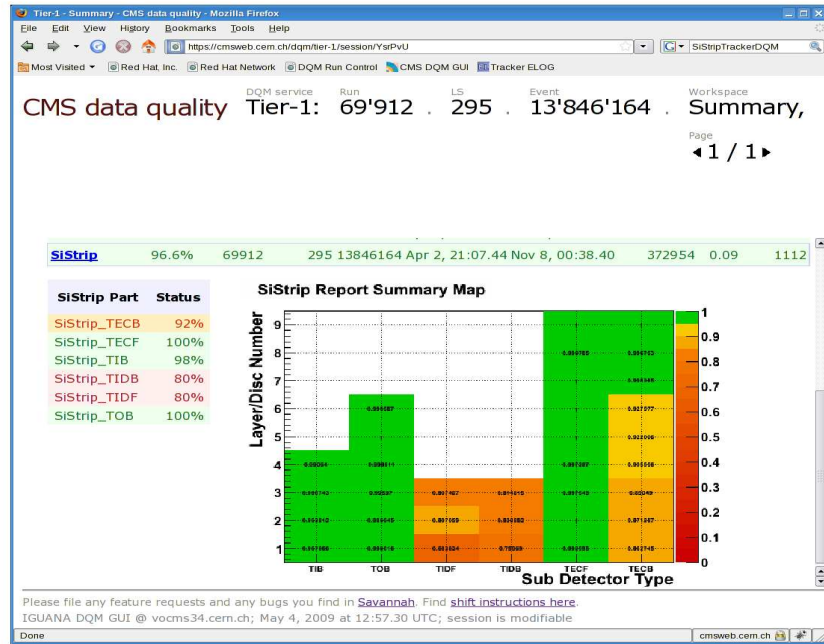 Tier-1 - Summary - CMS data quality - Mozilla Firefox
File Edit View History Bookmarks Tools Help
https://cmsweb.cern.ch/dqm/tier-1/session/YsrPvU
SiStripTrackerDQM
Most Visited Red Hat, Inc. Red Hat Network DQM Run Control CMS DQM GUI Tracker ELOG
DQM service Run LS Event Workspace
CMS data quality Tier-1: 69'912 . 295 . 13'846'164 . Summary,
Page
1 / 1
SiStrip 96.6% 69912 295 13846164 Apr 2, 21:07.44 Nov 8, 00:38.40 372954 0.09 1112
SiStrip Part Status
SiStrip_TECB 92%
SiStrip_TECF 100%
SiStrip_TIB 98%
SiStrip_TIDB 80%
SiStrip_TIDF 80%
SiStrip_TOB 100%
SiStrip Report Summary Map
Layer/Disc Number
9
8
7
6
5
4
3
2
1
TIB TOB TIDF TIDB TECF TECB
Sub Detector Type
1
0.9
0.8
0.7
0.6
0.5
0.4
0.3
0.2
0.1
0
Please file any feature requests and any bugs you find in Savannah. Find shift instructions here.
IGUANA DQM GUI @ vocms34.cern.ch; May 4, 2009 at 12:57.30 UTC; session is modifiable
Done cmsweb.cern.ch